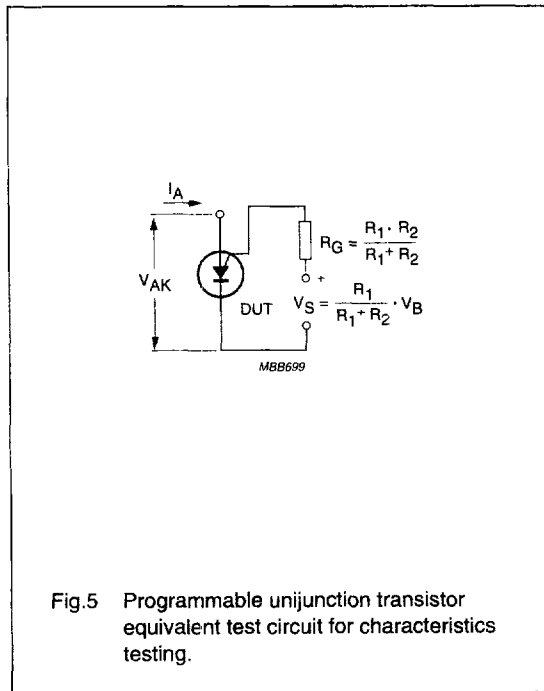 I_A
V_AK
DUT
R_G = R_1 · R_2 / R_1 + R_2
+
V_S = R_1 / R_1 + R_2 · V_B
MBB699
Fig.5 Programmable unijunction transistor
equivalent test circuit for characteristics
testing.